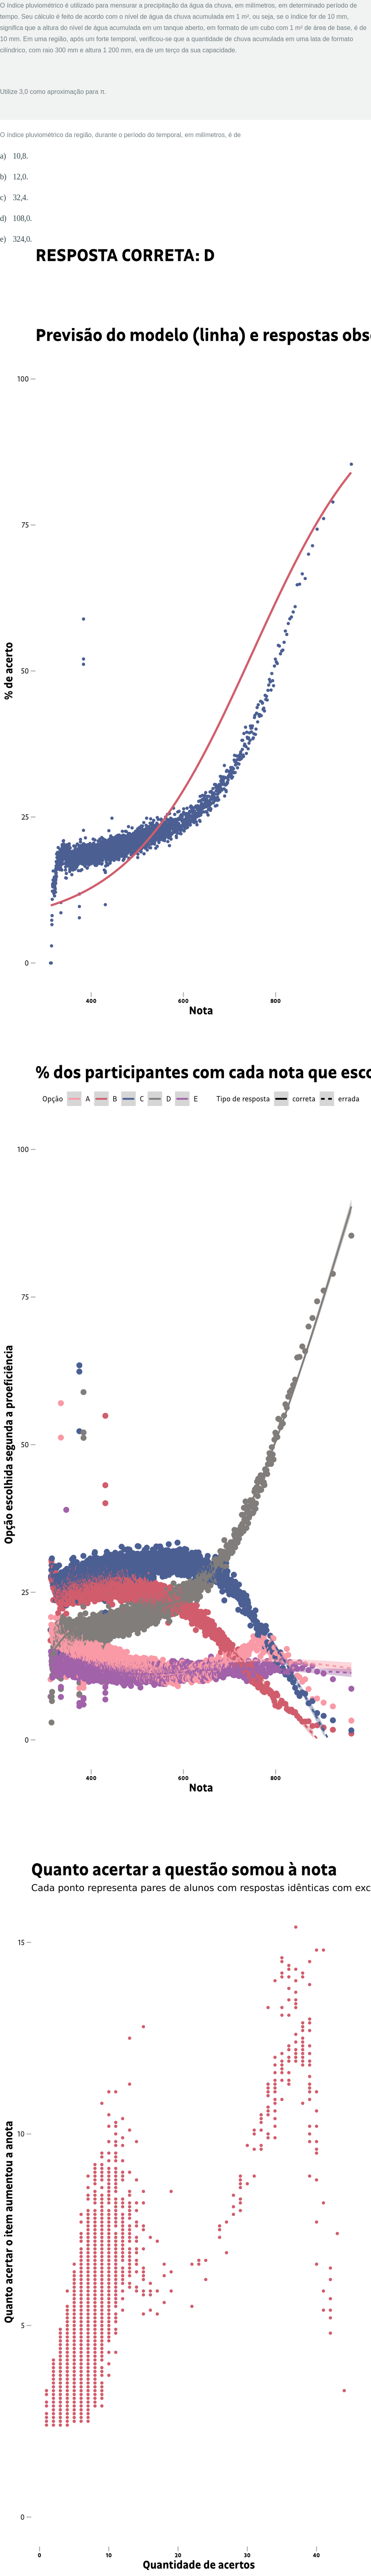 O índice pluviométrico é utilizado para mensurar a precipitação da água da chuva, em milímetros, em determinado período de
tempo. Seu cálculo é feito de acordo com o nível de água da chuva acumulada em 1 m², ou seja, se o índice for de 10 mm,
significa que a altura do nível de água acumulada em um tanque aberto, em formato de um cubo com 1 m² de área de base, é de
10 mm. Em uma região, após um forte temporal, verificou-se que a quantidade de chuva acumulada em uma lata de formato
cilíndrico, com raio 300 mm e altura 1 200 mm, era de um terço da sua capacidade.
Utilize 3,0 como aproximação para π.
O índice pluviométrico da região, durante o período do temporal, em milímetros, é de
a) 10,8.
b) 12,0.
c) 32,4.
d) 108,0.
e) 324,0.
RESPOSTA CORRETA: D
Previsão do modelo (linha) e respostas obs
100
75
50
25
0
% de acerto
400 600 800
Nota
% dos participantes com cada nota que esco
Opção A B C D E Tipo de resposta correta errada
100
75
50
25
0
Opção escolhida segunda a proeficiência
400 600 800
Nota
Quanto acertar a questão somou à nota
Cada ponto representa pares de alunos com respostas idênticas com exc
15
10
5
0
Quanto acertar o item aumentou a anota
0 10 20 30 40
Quantidade de acertos